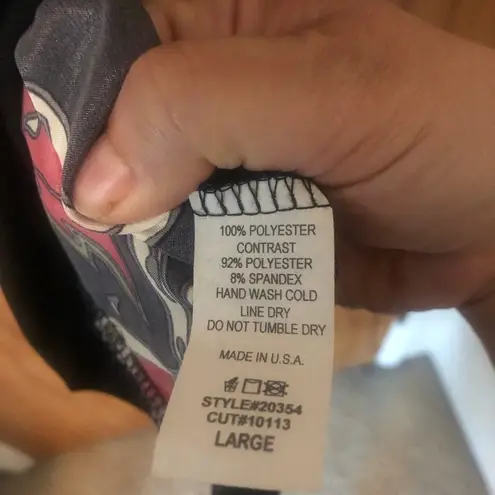 100% POLYESTER
CONTRAST
92% POLYESTER
8% SPANDEX
HAND WASH COLD
LINE DRY
DO NOT TUMBLE DRY
MADE IN U.S.A.
STYLE#20354
CUT#10113
LARGE